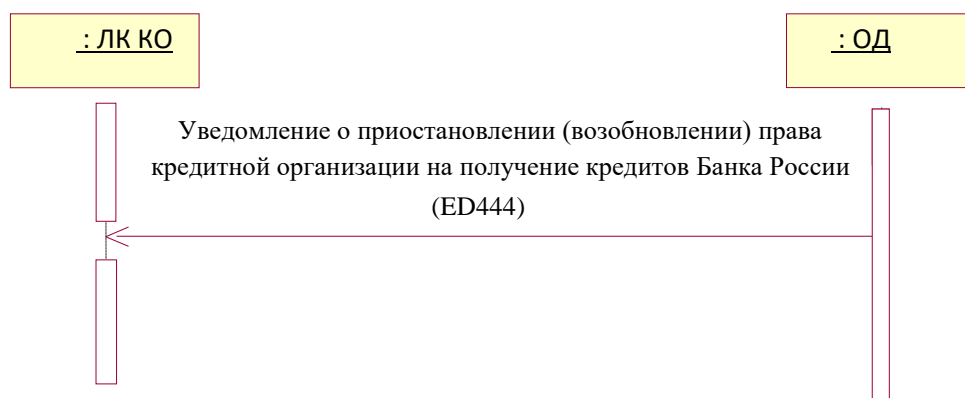 : ЛК КО
: ОД
Уведомление о приостановлении (возобновлении) права
кредитной организации на получение кредитов Банка России
(ED444)